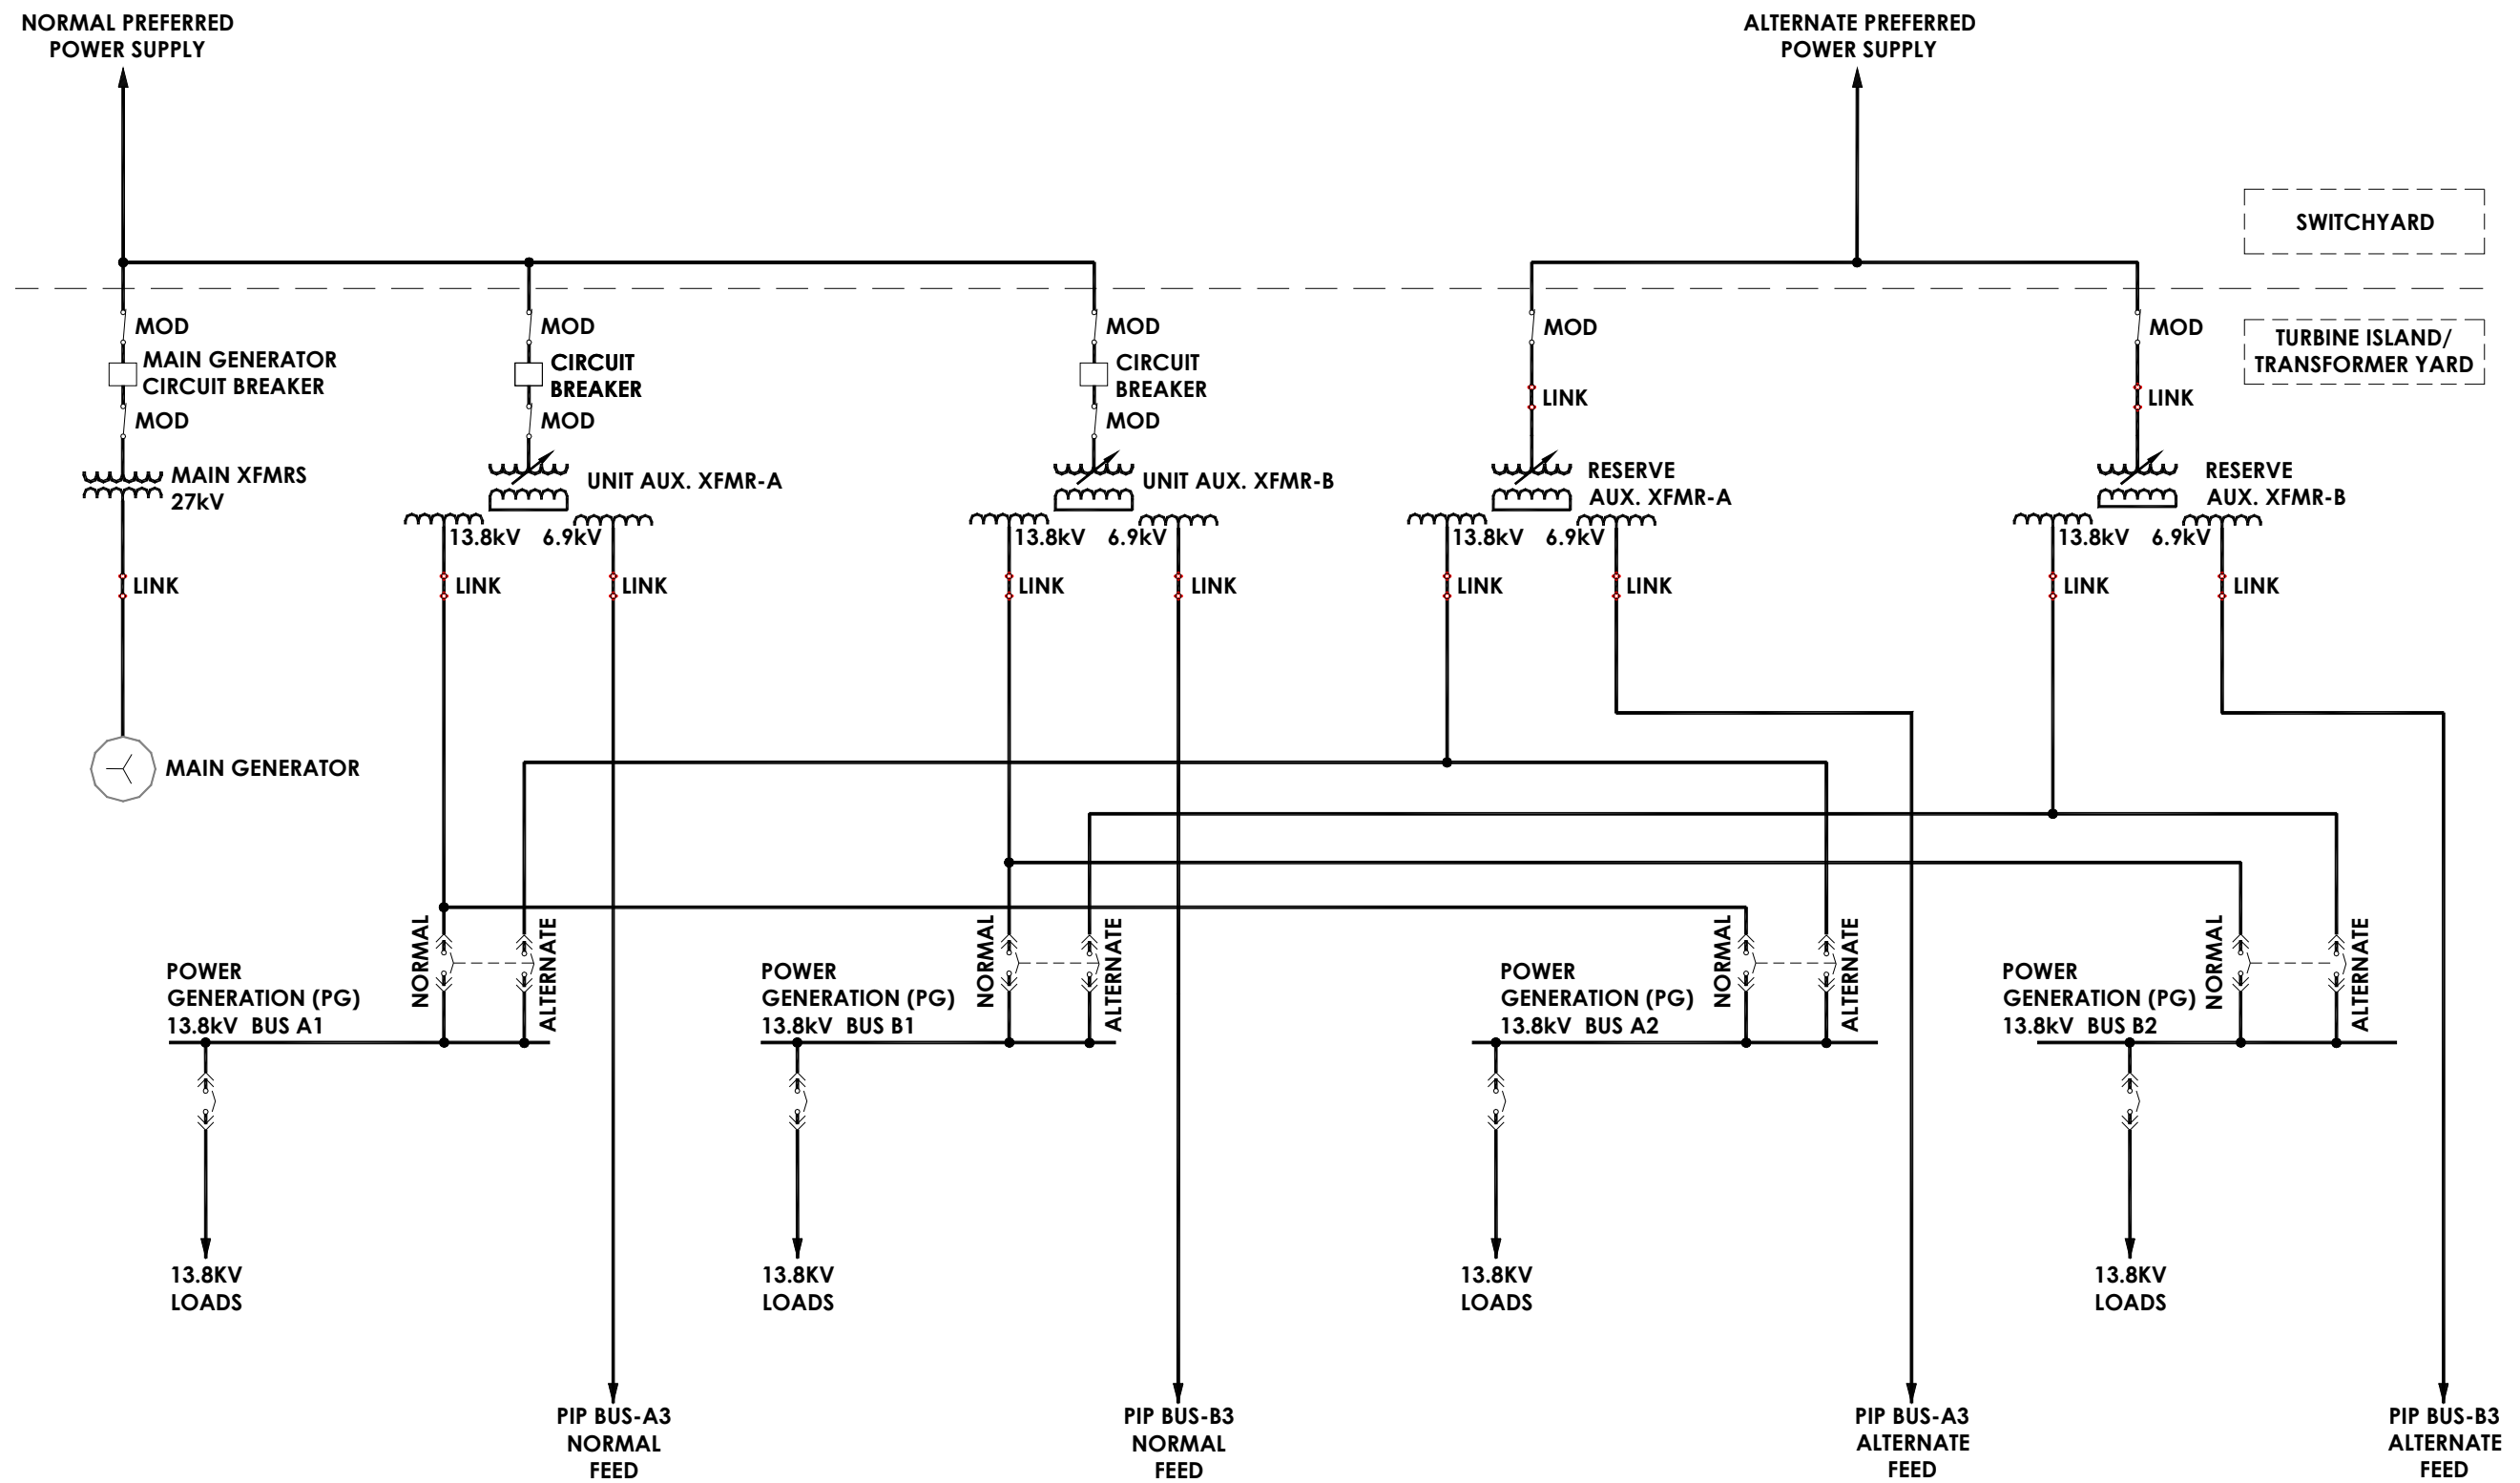 NORMAL PREFERRED
POWER SUPPLY
ALTERNATE PREFERRED
POWER SUPPLY
SWITCHYARD
TURBINE ISLAND/
TRANSFORMER YARD
MOD
MAIN GENERATOR
CIRCUIT BREAKER
MOD
MAIN XFMRS
27kV
LINK
MAIN GENERATOR
MOD
CIRCUIT
BREAKER
MOD
UNIT AUX. XFMR-A
13.8kV
6.9kV
LINK
LINK
MOD
CIRCUIT
BREAKER
MOD
UNIT AUX. XFMR-B
13.8kV
6.9kV
LINK
LINK
MOD
LINK
RESERVE
AUX. XFMR-A
13.8kV
6.9kV
LINK
LINK
MOD
LINK
RESERVE
AUX. XFMR-B
13.8kV
6.9kV
LINK
LINK
POWER
GENERATION (PG)
13.8kV BUS A1
NORMAL
ALTERNATE
POWER
GENERATION (PG)
13.8kV BUS B1
NORMAL
ALTERNATE
POWER
GENERATION (PG)
13.8kV BUS A2
NORMAL
ALTERNATE
POWER
GENERATION (PG)
13.8kV BUS B2
NORMAL
ALTERNATE
13.8KV
LOADS
13.8KV
LOADS
13.8KV
LOADS
13.8KV
LOADS
PIP BUS-A3
NORMAL
FEED
PIP BUS-B3
NORMAL
FEED
PIP BUS-A3
ALTERNATE
FEED
PIP BUS-B3
ALTERNATE
FEED